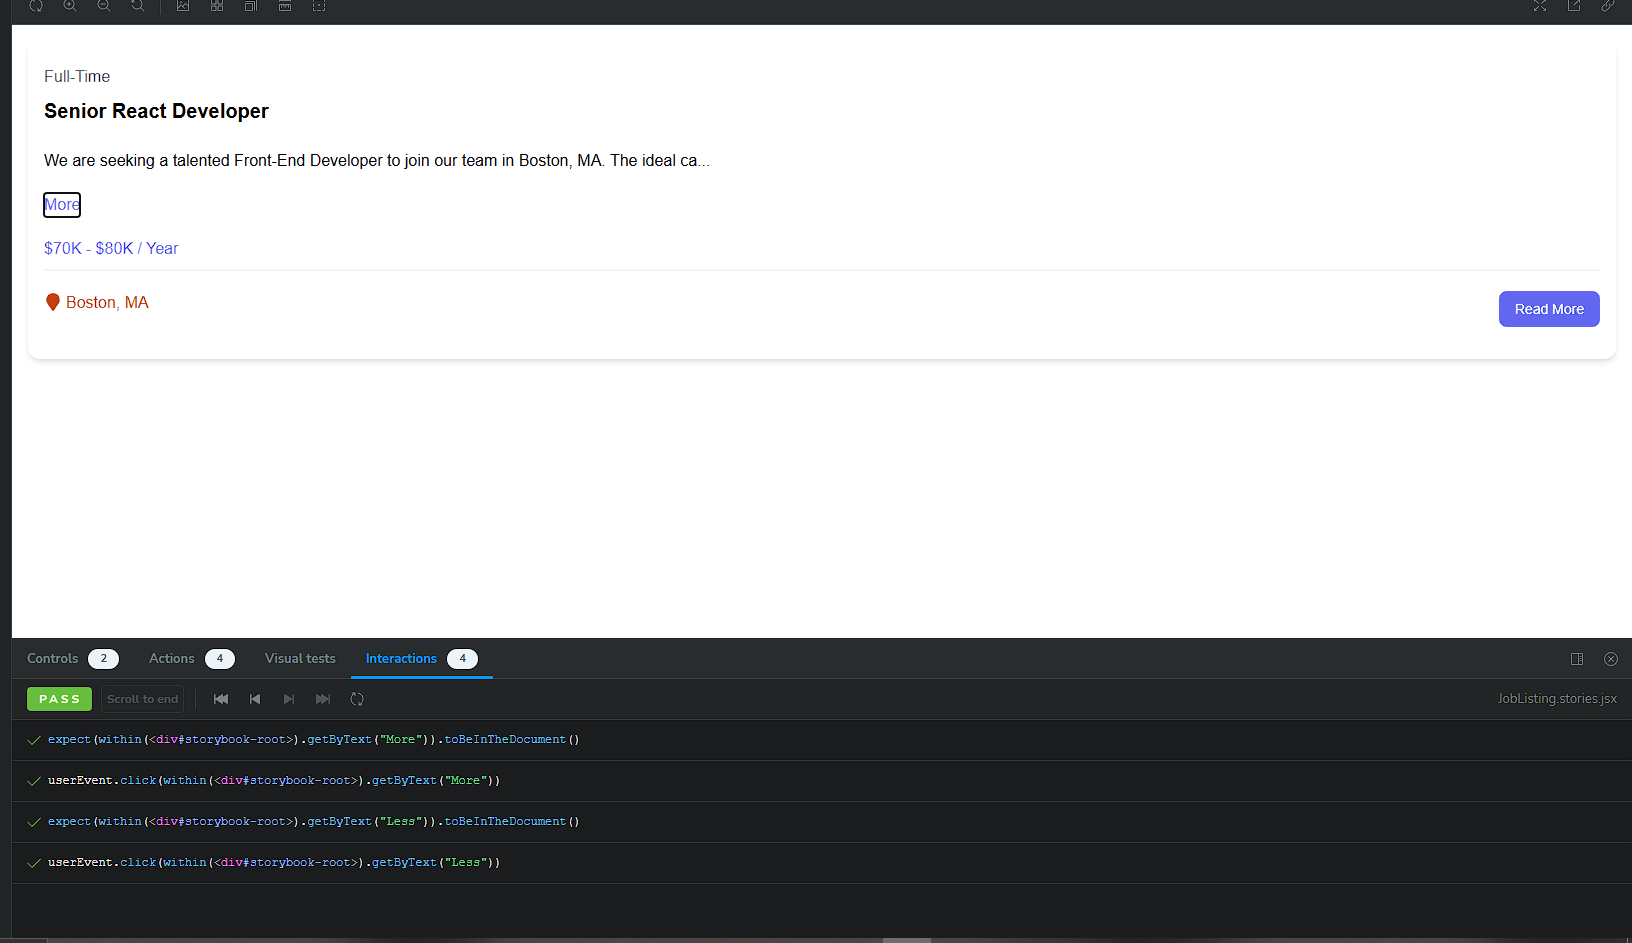 Full-Time
Senior React Developer
We are seeking a talented Front-End Developer to join our team in Boston, MA. The ideal ca...
More
$70K - $80K / Year
Boston, MA
Read More
Controls 2 Actions 4 Visual tests Interactions 4
PASS Scroll to end JobListing.stories.jsx
expect(within(<div#storybook-root>).getByText("More")).toBeInTheDocument()
userEvent.click(within(<div#storybook-root>).getByText("More"))
expect(within(<div#storybook-root>).getByText("Less")).toBeInTheDocument()
userEvent.click(within(<div#storybook-root>).getByText("Less"))